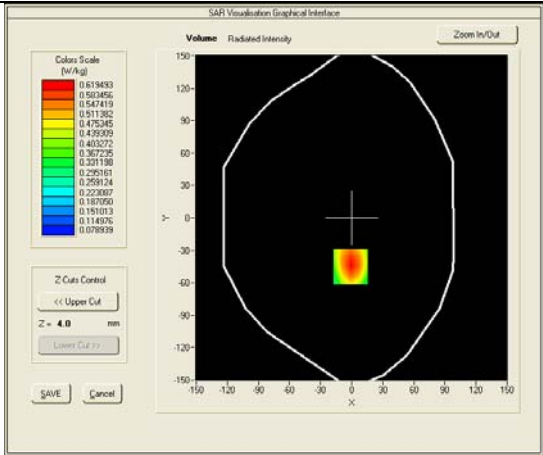 SAR Visualisation Graphical Interface
Volume Radiated Intensity
Zoom In/Out
Colors Scale
(W/kg)
0.619493
0.583456
0.547419
0.511382
0.475345
0.439309
0.403272
0.367235
0.331198
0.295161
0.259124
0.223087
0.187050
0.151013
0.114976
0.078939
Z Cuts Control
<< Upper Cut
Z = 4.0 mm
Lower Cut >>
SAVE Cancel
150
120
90
60
30
0
-30
-60
-90
-120
-150
Y
-150 -120 -90 -60 -30 0 30 60 90 120 150
X